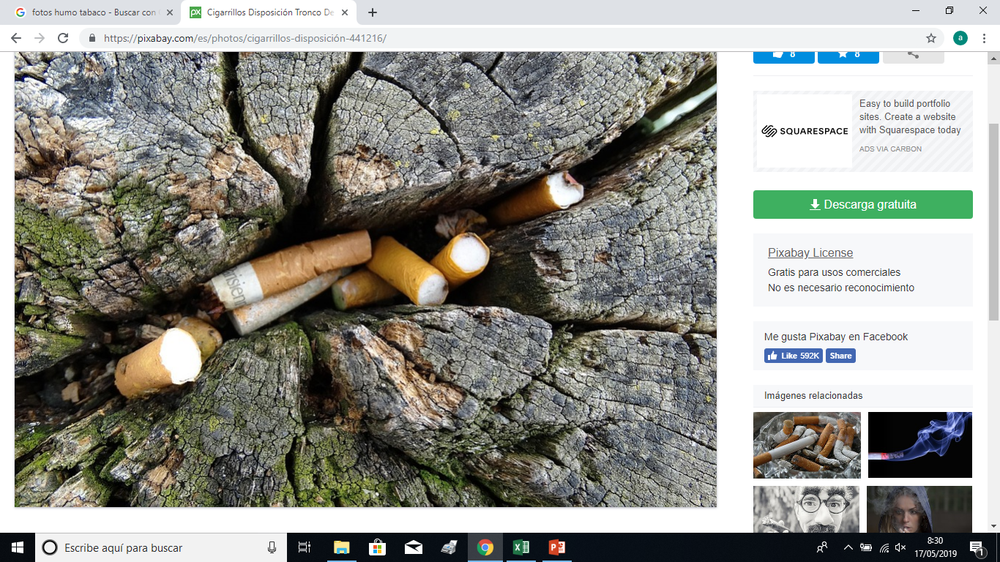 fotos humo tabaco - Buscar con
Cigarrillos Disposición Tronco De
https://pixabay.com/es/photos/cigarrillos-disposición-441216/
a
8
8
SQUARESPACE
Easy to build portfolio
sites. Create a website
with Squarespace today
ADS VIA CARBON
Descarga gratuita
Pixabay License
Gratis para usos comerciales
No es necesario reconocimiento
Me gusta Pixabay en Facebook
Like 592K Share
Imágenes relacionadas
Escribe aquí para buscar
8:30
17/05/2019
1